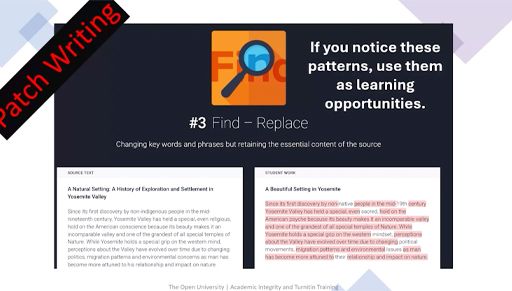 Patch Writing
If you notice these
patterns, use them
as learning
opportunities.
Find
#3 Find – Replace
Changing key words and phrases but retaining the essential content of the source
SOURCE TEXT
A Natural Setting: A History of Exploration and Settlement in
Yosemite Valley
Since its first discovery by non-indigenous people in the mid-
nineteenth century, Yosemite Valley has held a special, even religious,
hold on the American conscience because its beauty makes it an
incomparable valley and one of the grandest of all special temples of
Nature. While Yosemite holds a special grip on the western mind,
perceptions about the Valley have evolved over time due to changing
politics, migration patterns and environmental concerns as man has
become more attuned to his relationship and impact on nature
STUDENT WORK
A Beautiful Setting in Yosemite
Since its first discovery by non-native people in the mid-19th century,
Yosemite Valley has held a special, even sacred, hold on the
American psyche because its beauty makes it an incomparable valley
and one of the grandest of all special temples of Nature. While
Yosemite holds a special grip on the western mindset, perceptions
about the Valley have evolved over time due to changing political
movements, migration patterns and environmental issues as man
has become more attuned to their relationship and impact on nature.
The Open University | Academic Integrity and Turnitin Training